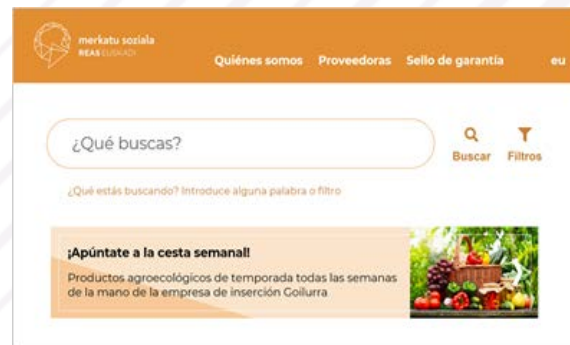 merkatu soziala
REAS EUSKADI
Quiénes somos Proveedoras Sello de garantía eu
¿Qué buscas?
Buscar Filtros
¿Qué estás buscando? Introduce alguna palabra o filtro
¡Apúntate a la cesta semanal!
Productos agroecológicos de temporada todas las semanas
de la mano de la empresa de inserción Goilurra